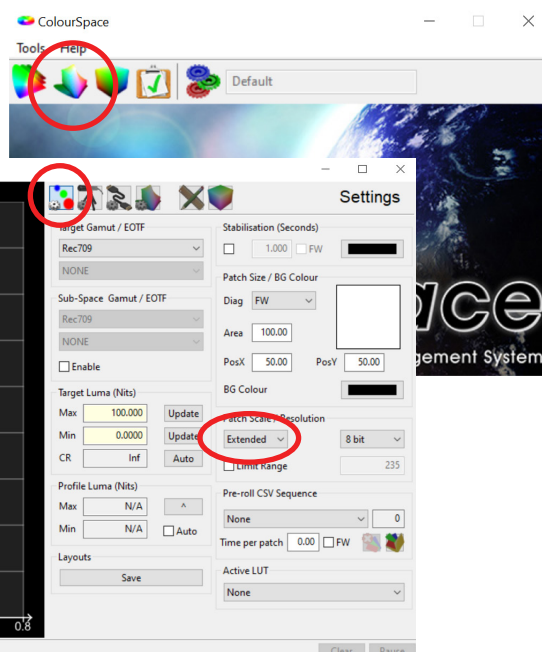 ColourSpace
Tools Help
Default
Settings
Target Gamut / EOTF
Rec709
NONE
Sub-Space Gamut / EOTF
Rec709
NONE
Enable
Target Luma (Nits)
Max 100.000 Update
Min 0.0000 Update
CR Inf Auto
Profile Luma (Nits)
Max N/A ^
Min N/A Auto
Layouts
Save
Stabilisation (Seconds)
1.000 FW
Patch Size / BG Colour
Diag FW
Area 100.00
PosX 50.00 PosY 50.00
BG Colour
Patch Scale / Resolution
Extended 8 bit
Limit Range 235
Pre-roll CSV Sequence
None 0
Time per patch 0.00 FW
Active LUT
None
Clear Pause
0.8
ace
gement System